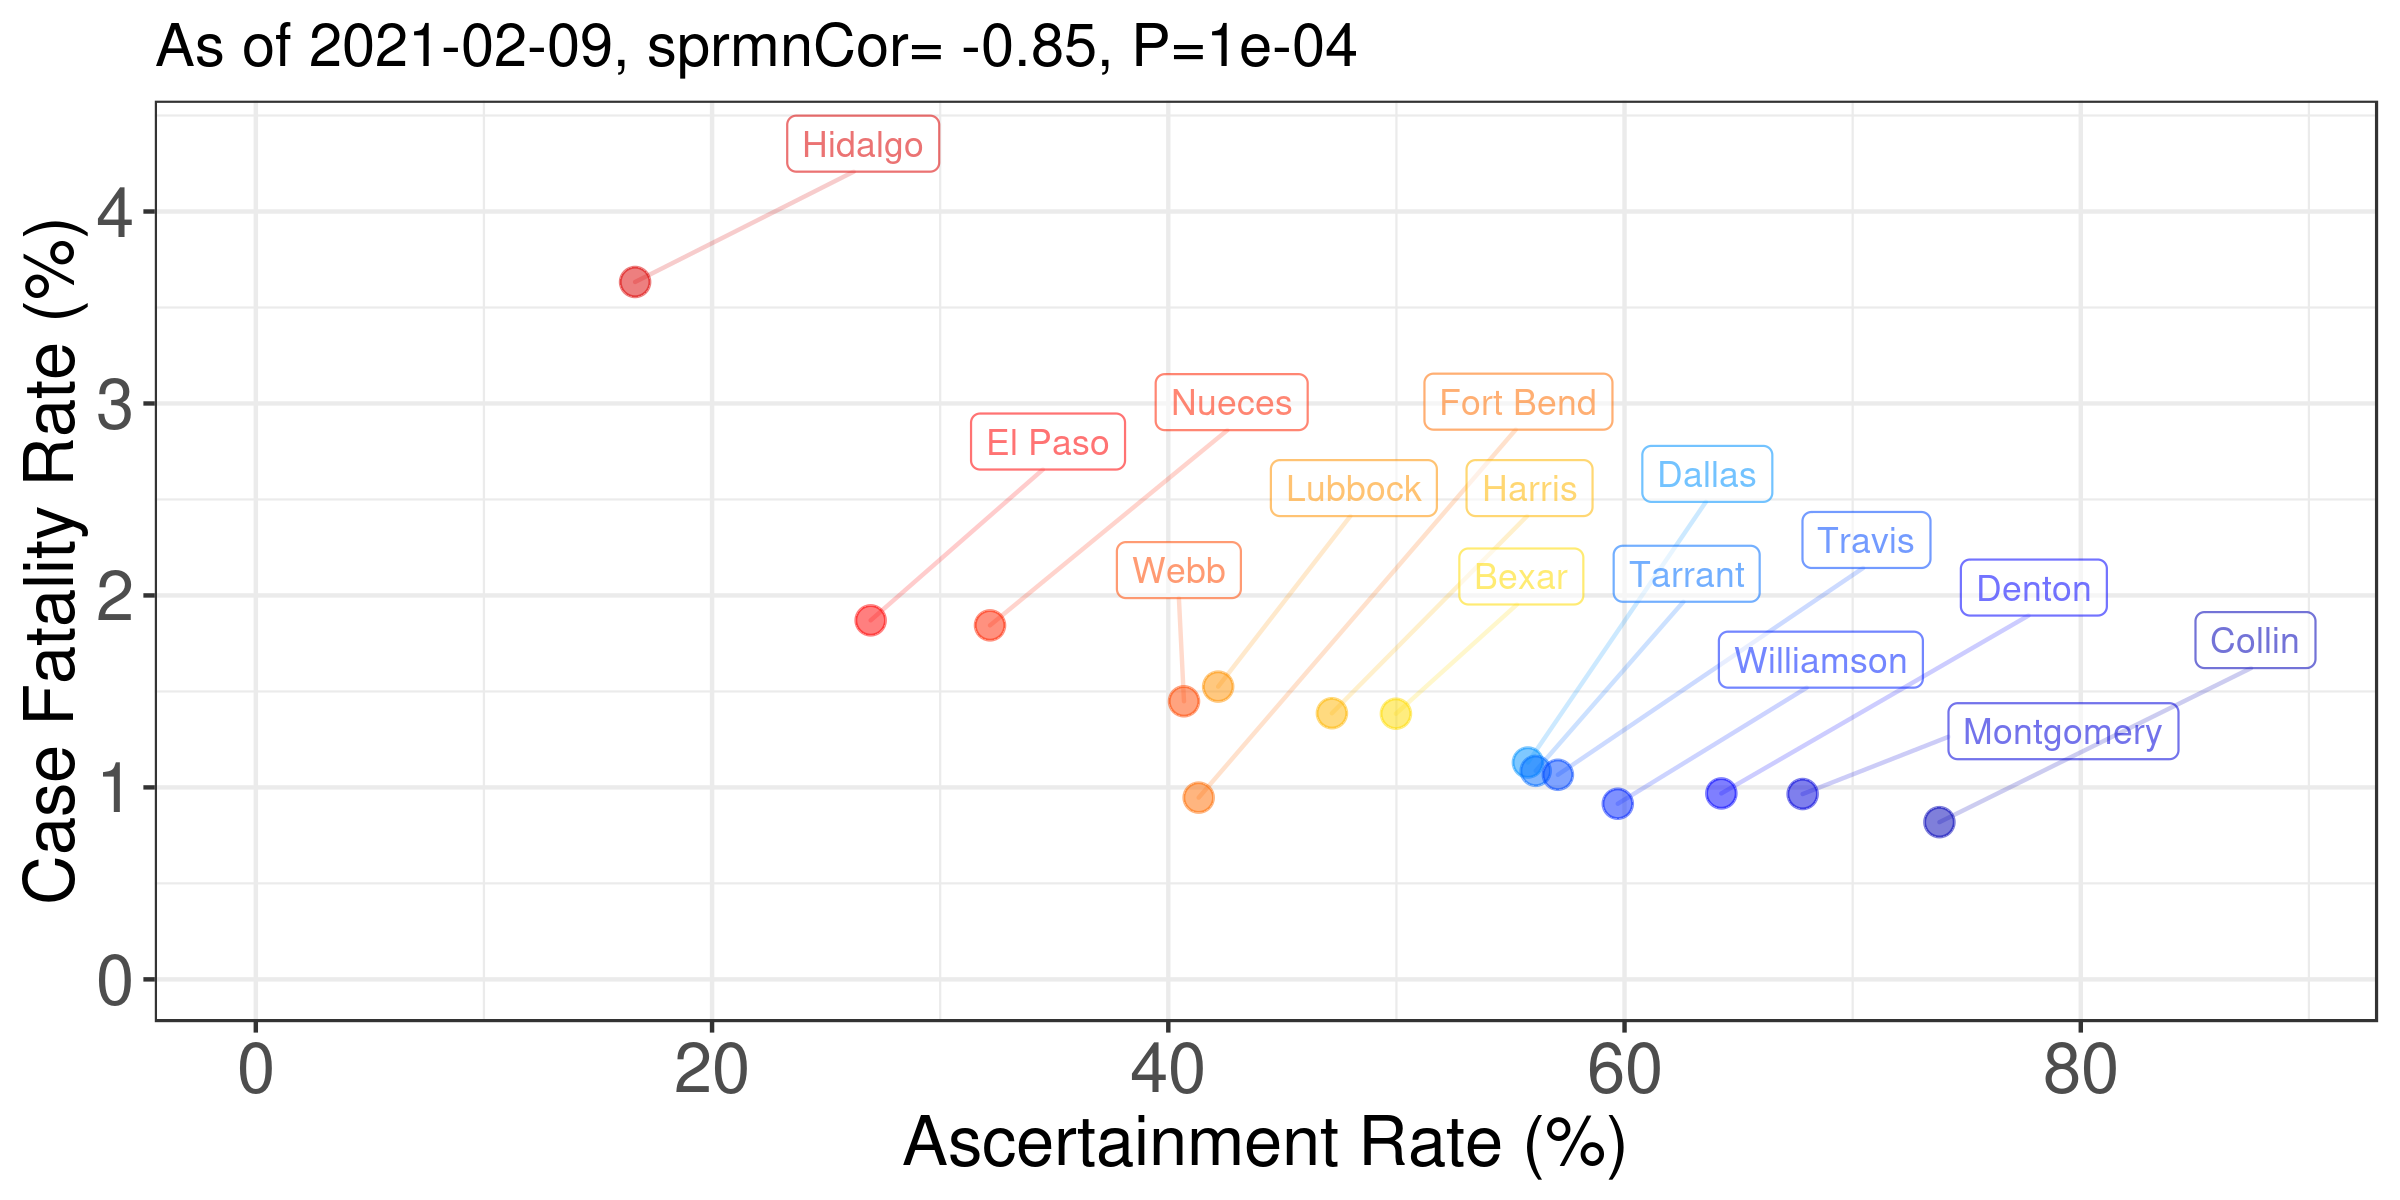 As of 2021-02-09, sprmnCor= -0.85, P=1e-04
Case Fatality Rate (%)
4
3
2
1
0
Hidalgo
Nueces
Fort Bend
El Paso
Dallas
Lubbock
Harris
Travis
Webb
Bexar
Tarrant
Denton
Collin
Williamson
Montgomery
0 20 40 60 80
Ascertainment Rate (%)